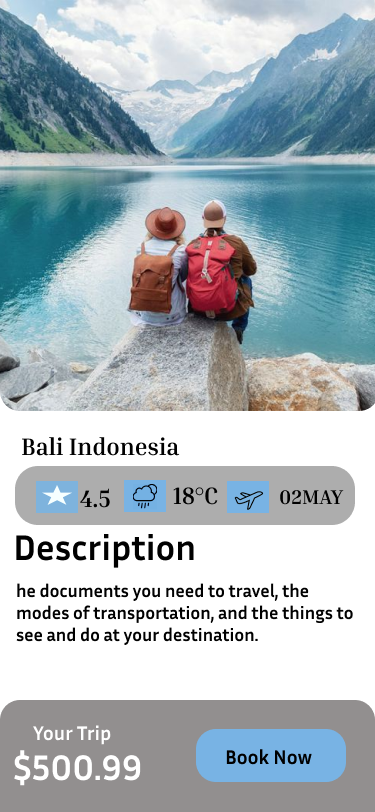 Bali Indonesia
4.5 18°C 02MAY
Description
he documents you need to travel, the
modes of transportation, and the things to
see and do at your destination.
Your Trip
$500.99
Book Now